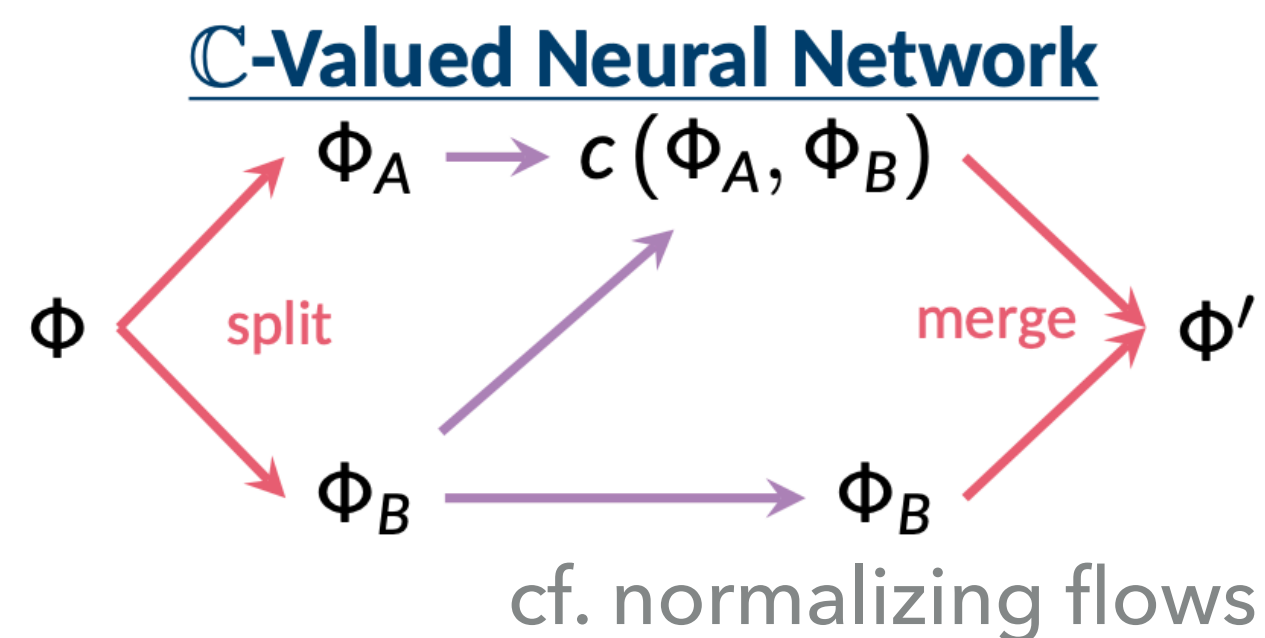 ℂ-Valued Neural Network
Φ_A c(Φ_A, Φ_B)
Φ split merge Φ′
Φ_B Φ_B
cf. normalizing flows